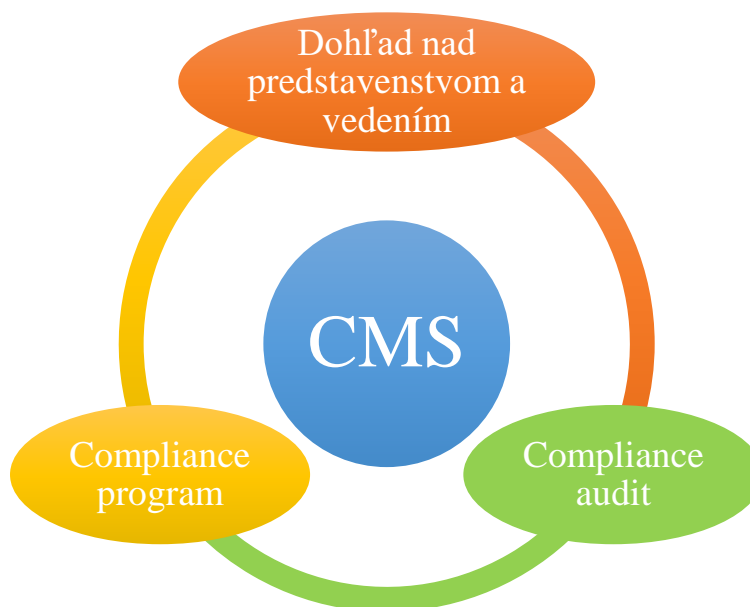 Dohľad nad
predstavenstvom a
vedením
CMS
Compliance
program
Compliance
audit